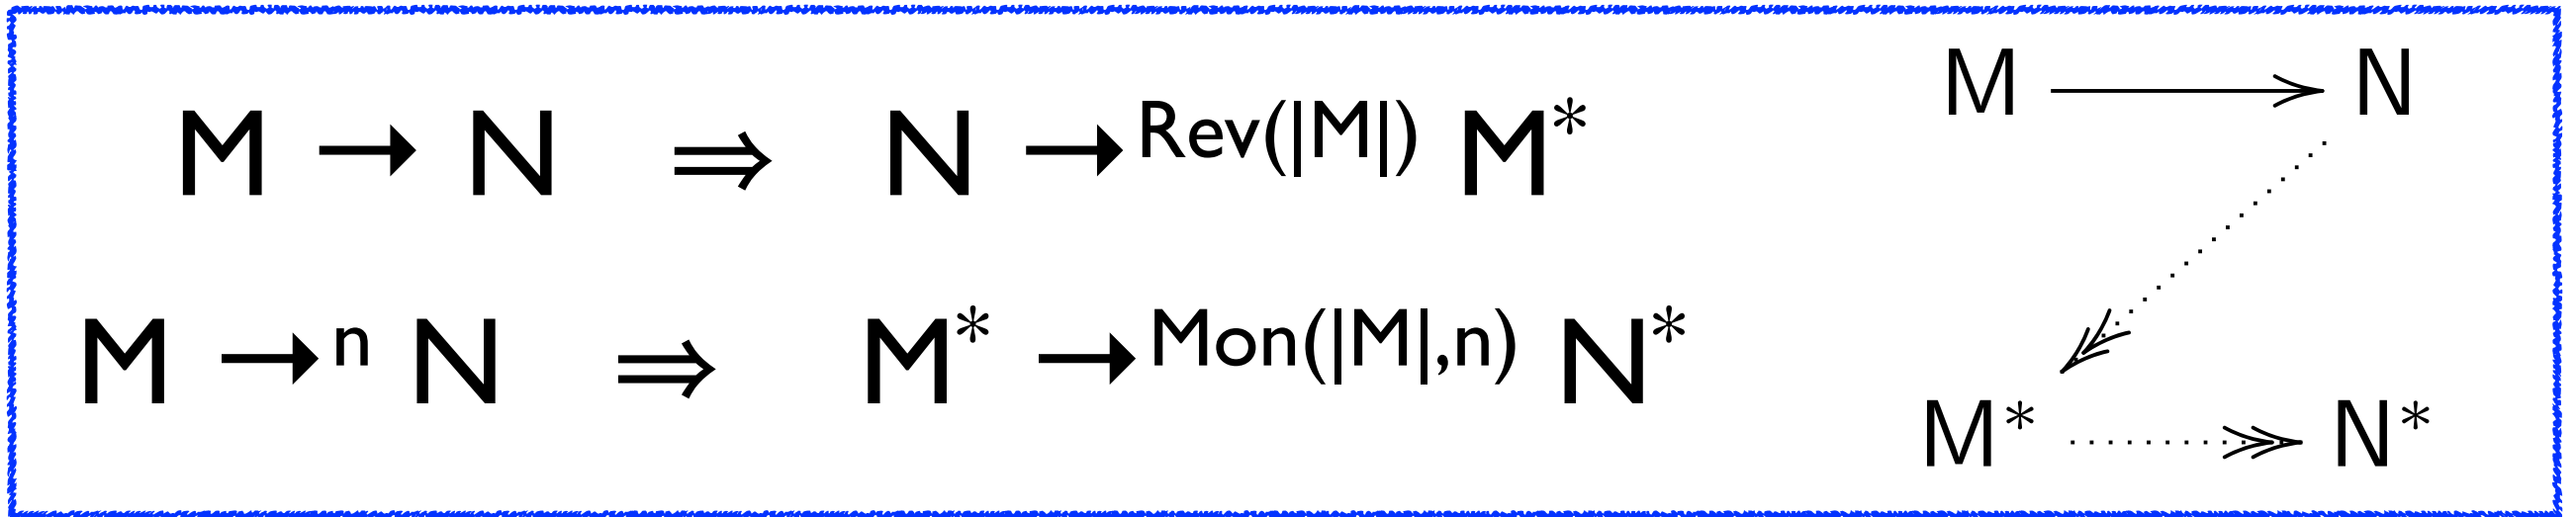 M → N ⇒ N →Rev(|M|) M*
M →n N ⇒ M* →Mon(|M|,n) N*
M N
M* N*